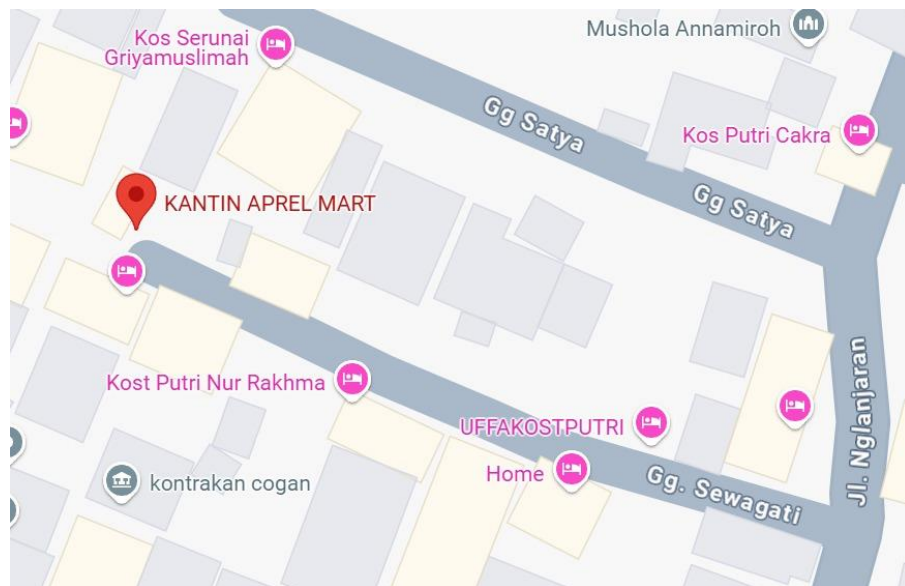 Kos Serunai
Griyamuslimah
Mushola Annamiroh
Gg Satya
Kos Putri Cakra
KANTIN APREL MART
Gg Satya
Jl. Nglanjaran
Kost Putri Nur Rakhma
UFFAKOSTPUTRI
Home
Gg. Sewagati
kontrakan cogan